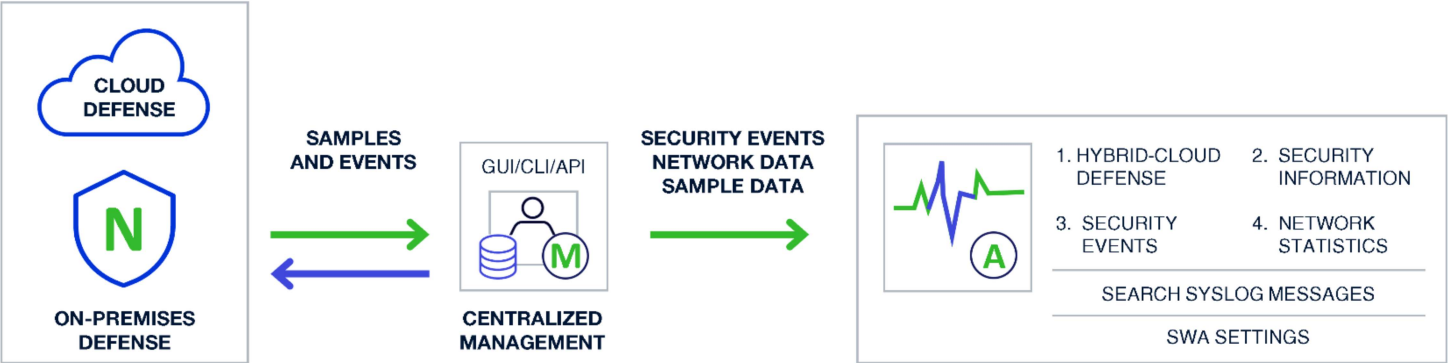 CLOUD
DEFENSE
N
ON-PREMISES
DEFENSE
SAMPLES
AND EVENTS
GUI/CLI/API
M
CENTRALIZED
MANAGEMENT
SECURITY EVENTS
NETWORK DATA
SAMPLE DATA
A
1. HYBRID-CLOUD
DEFENSE
2. SECURITY
INFORMATION
3. SECURITY
EVENTS
4. NETWORK
STATISTICS
SEARCH SYSLOG MESSAGES
SWA SETTINGS